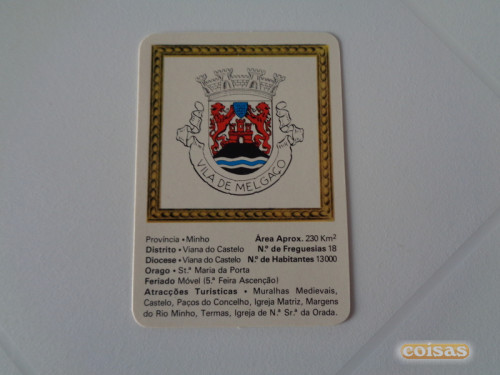 VILA DE MELGAÇO
Província • Minho Área Aprox. 230 Km²
Distrito • Viana do Castelo N.º de Freguesias 18
Diocese • Viana do Castelo N.º de Habitantes 13000
Orago • St.ª Maria da Porta
Feriado Móvel (5.ª Feira Ascenção)
Atracções Turísticas • Muralhas Medievais,
Castelo, Paços do Concelho, Igreja Matriz, Margens
do Rio Minho, Termas, Igreja de N.ª Sr.ª da Orada.
coisas